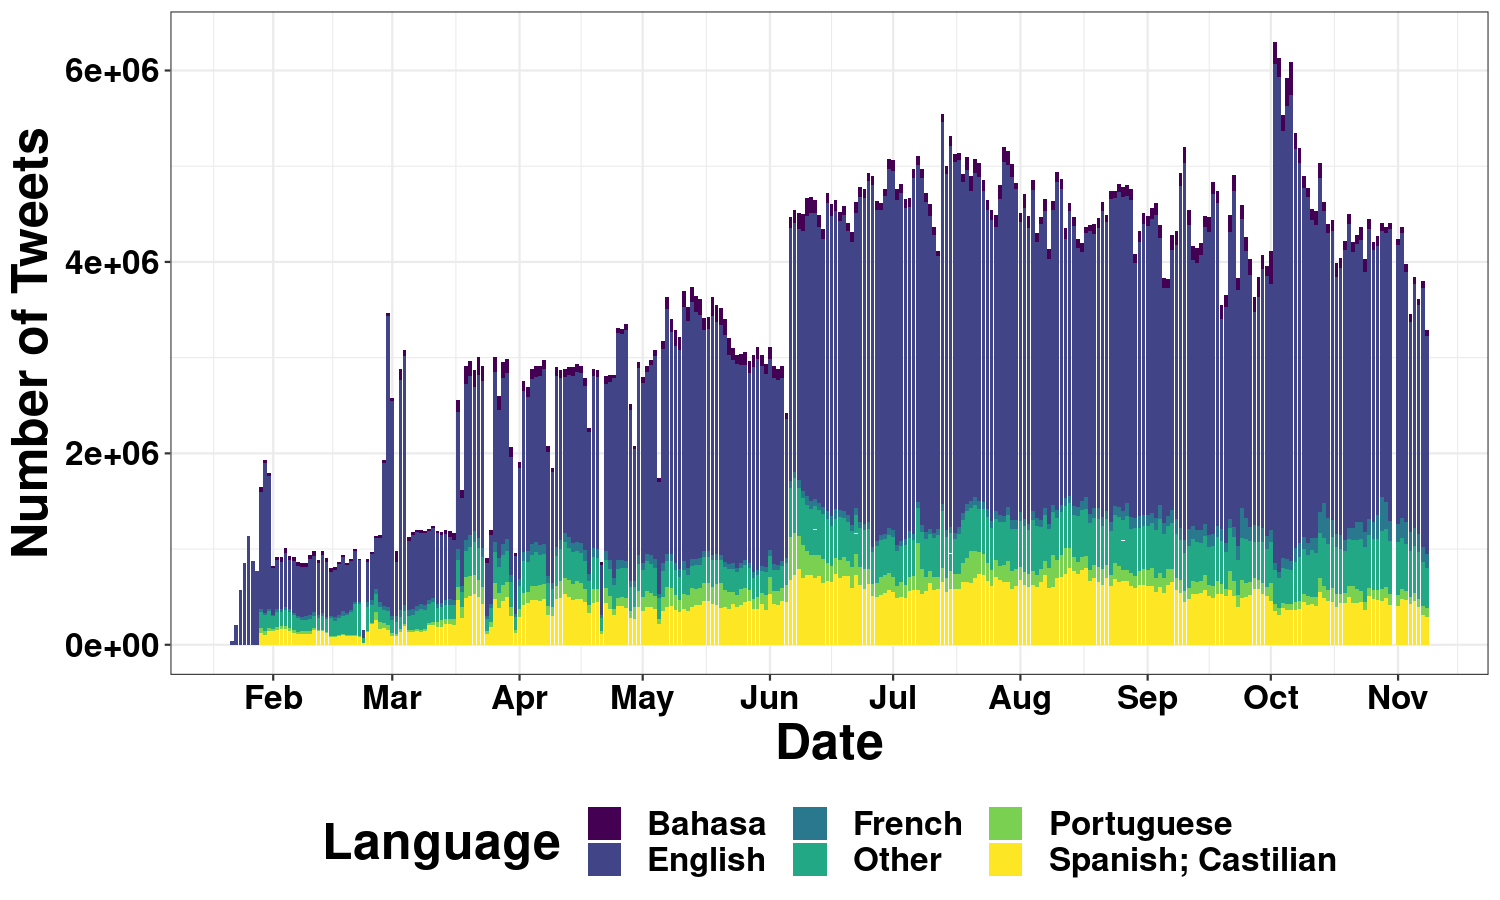 Number of Tweets
6e+06
4e+06
2e+06
0e+00
Feb Mar Apr May Jun Jul Aug Sep Oct Nov
Date
Language
Bahasa French Portuguese
English Other Spanish; Castilian